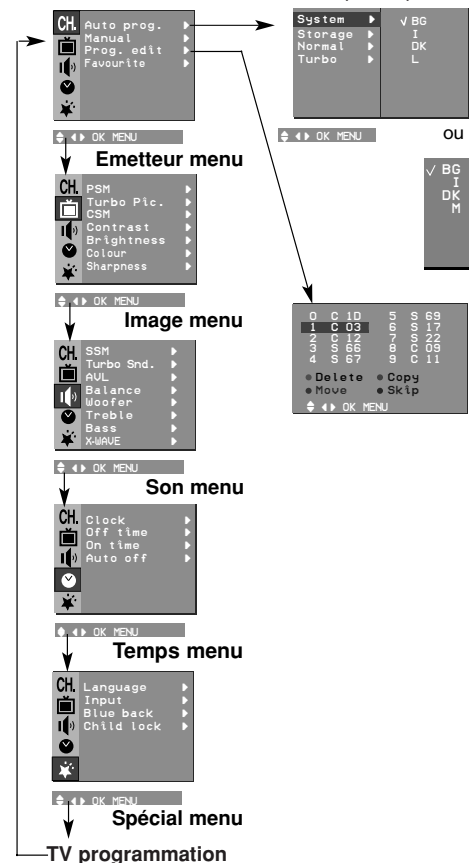 CH.
Auto prog.
Manual
Prog. edit
Favourite
OK MENU
Emetteur menu
System
Storage
Normal
Turbo
√ BG
I
DK
L
OK MENU
ou
√ BG
I
DK
M
CH.
PSM
Turbo Pic.
CSM
Contrast
Brightness
Colour
Sharpness
OK MENU
Image menu
0 C 10 5 S 69
1 C 03 6 S 17
2 C 12 7 S 22
3 S 66 8 C 09
4 S 67 9 C 11
Delete Copy
Move Skip
OK MENU
CH.
SSM
Turbo Snd.
AVL
Balance
Woofer
Treble
Bass
X-WAVE
OK MENU
Son menu
CH.
Clock
Off time
On time
Auto off
OK MENU
Temps menu
CH.
Language
Input
Blue back
Child lock
OK MENU
Spécial menu
TV programmation